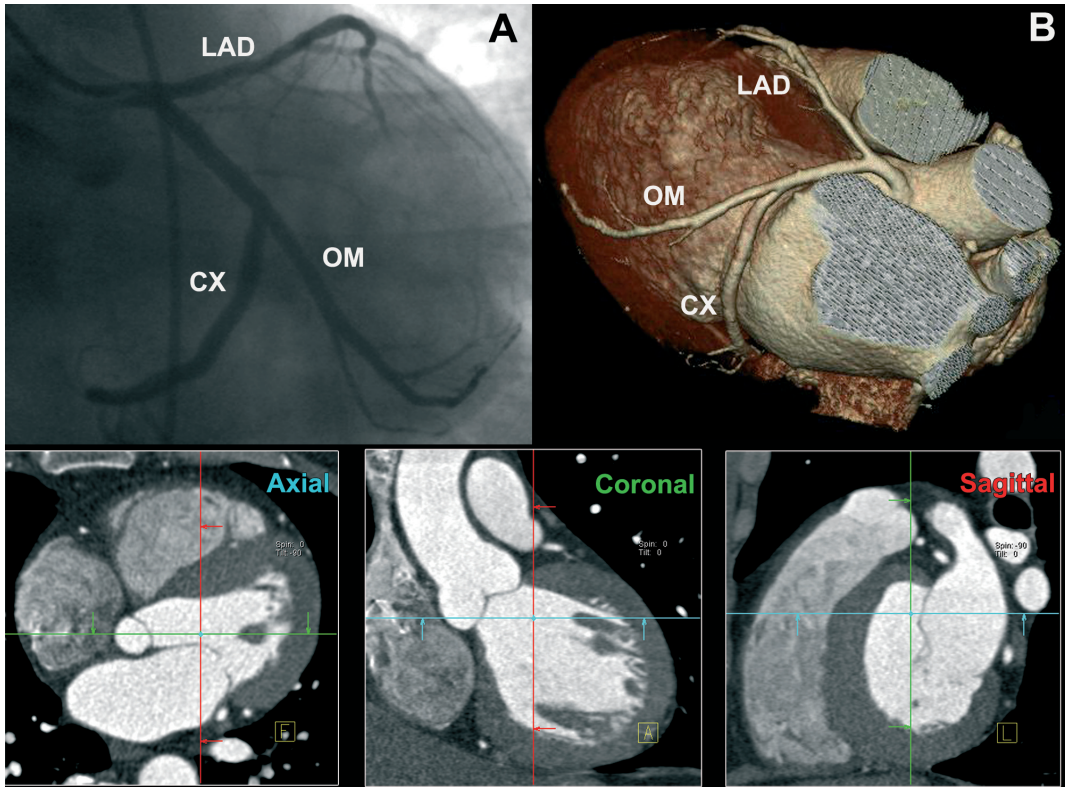 A
LAD
CX
OM
B
LAD
OM
CX
Axial
Spin: 0
Tilt: -90
F
Coronal
Spin: 0
Tilt: 0
A
Sagittal
Spin: -90
Tilt: 0
L